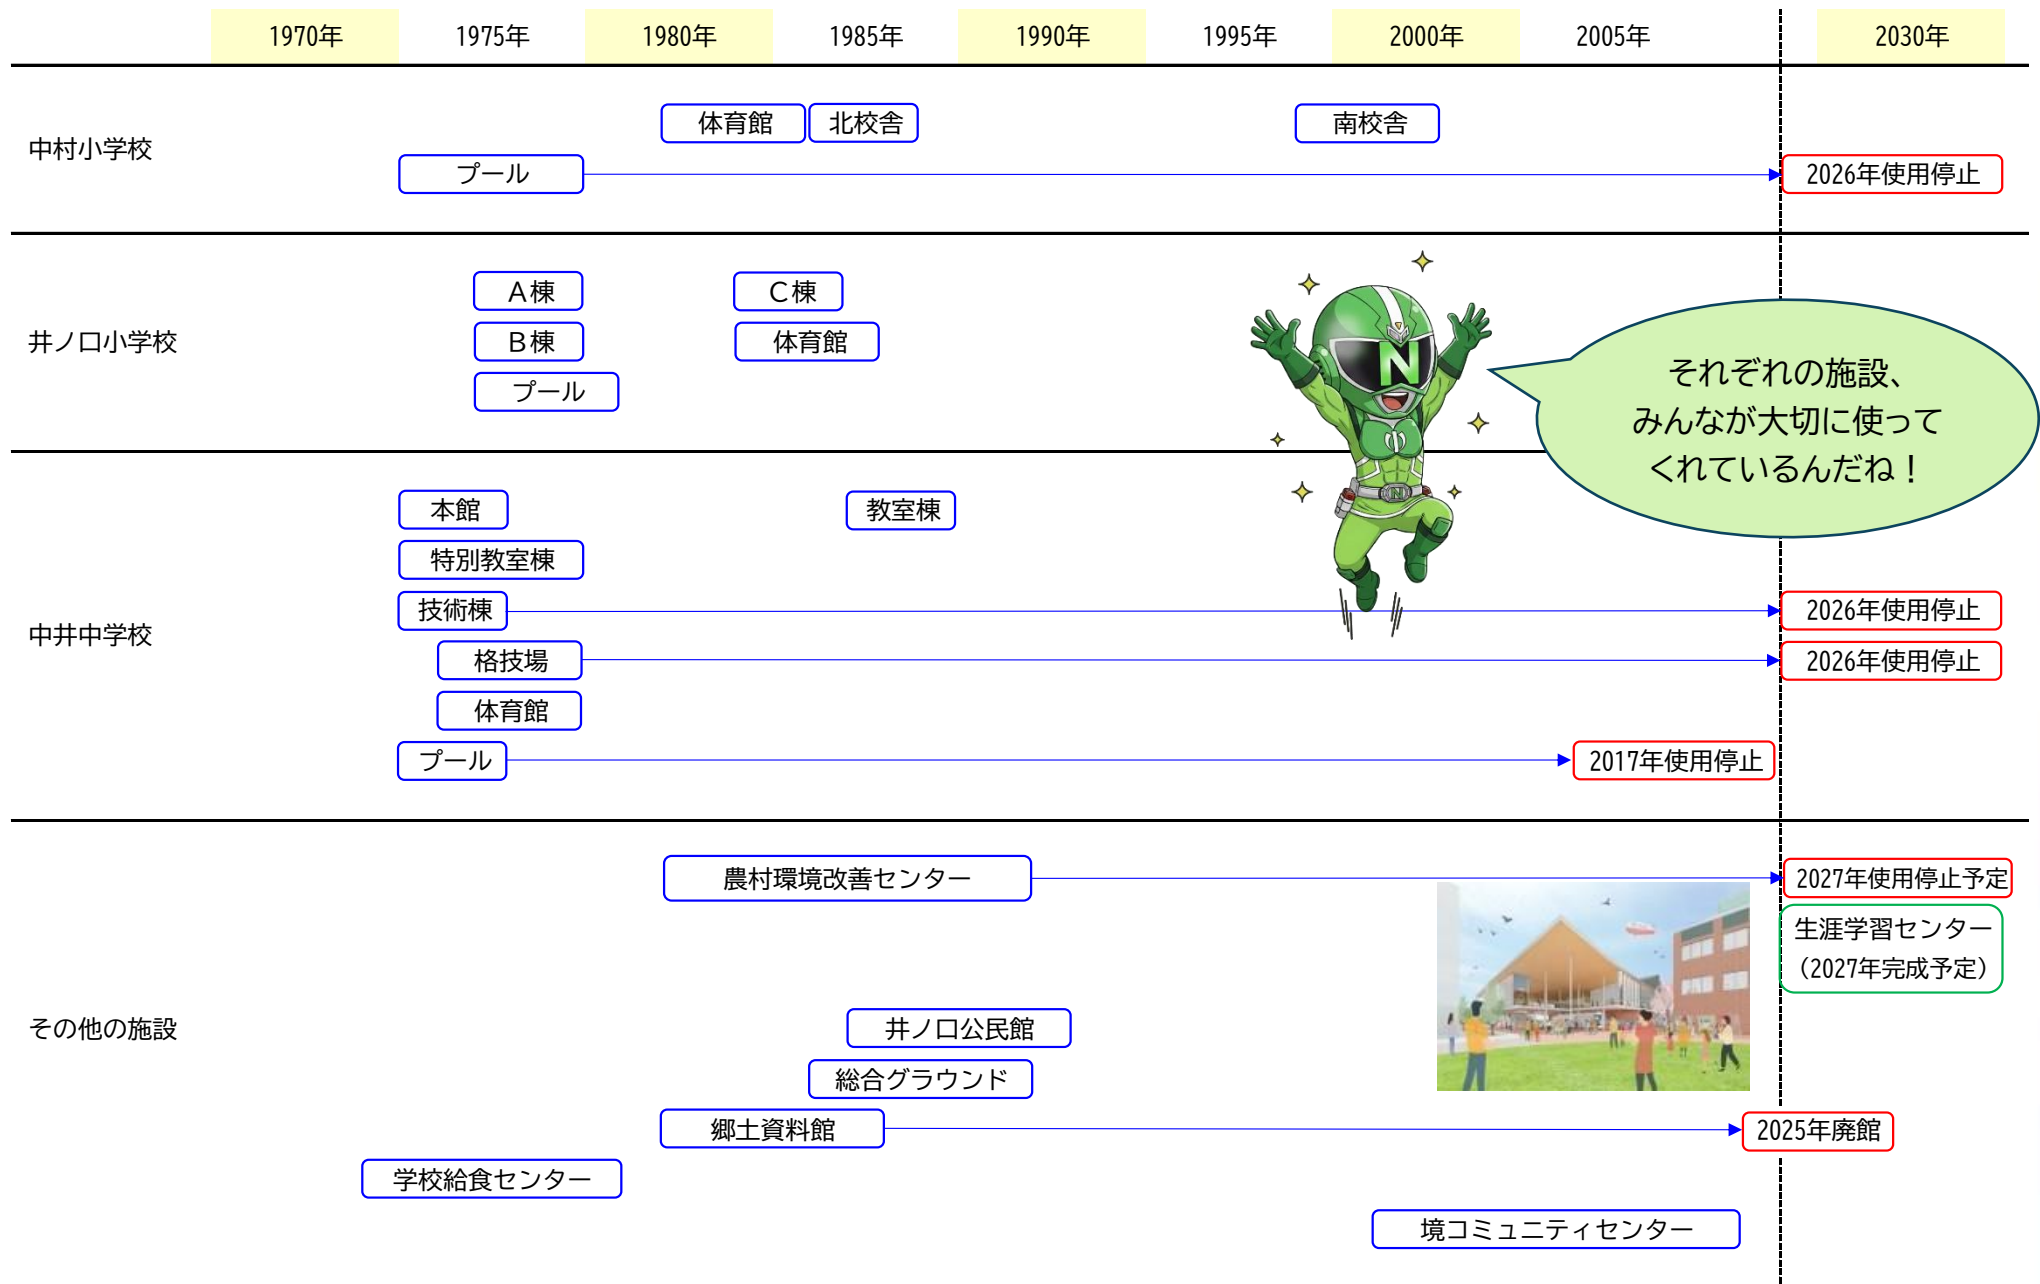 1970年 1975年 1980年 1985年 1990年 1995年 2000年 2005年 2030年
中村小学校
体育館 北校舎 南校舎
プール 2026年使用停止
井ノ口小学校
A棟 C棟
B棟 体育館
プール
N
N
それぞれの施設、
みんなが大切に使って
くれているんだね！
中井中学校
本館 教室棟
特別教室棟
技術棟 2026年使用停止
格技場 2026年使用停止
体育館
プール 2017年使用停止
その他の施設
農村環境改善センター 2027年使用停止予定
生涯学習センター
（2027年完成予定）
井ノ口公民館
総合グラウンド
郷土資料館 2025年廃館
学校給食センター
境コミュニティセンター